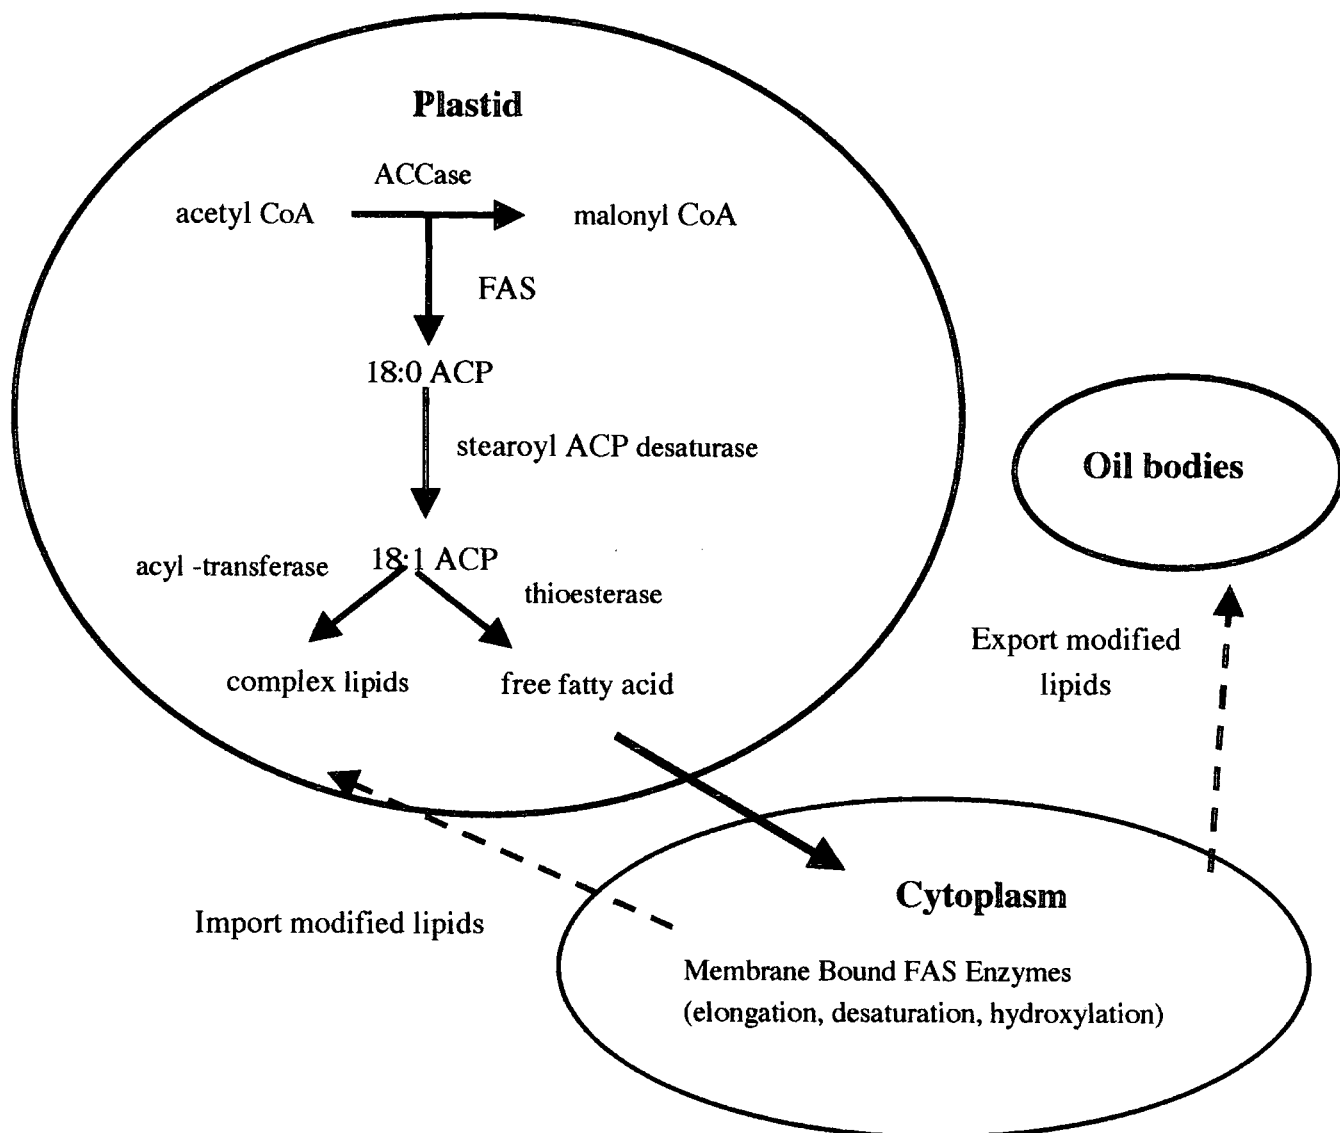 Plastid
ACCase
acetyl CoA
malonyl CoA
FAS
18:0 ACP
stearoyl ACP desaturase
acyl -transferase
18:1 ACP
thioesterase
complex lipids
free fatty acid
Oil bodies
Export modified
lipids
Import modified lipids
Cytoplasm
Membrane Bound FAS Enzymes
(elongation, desaturation, hydroxylation)